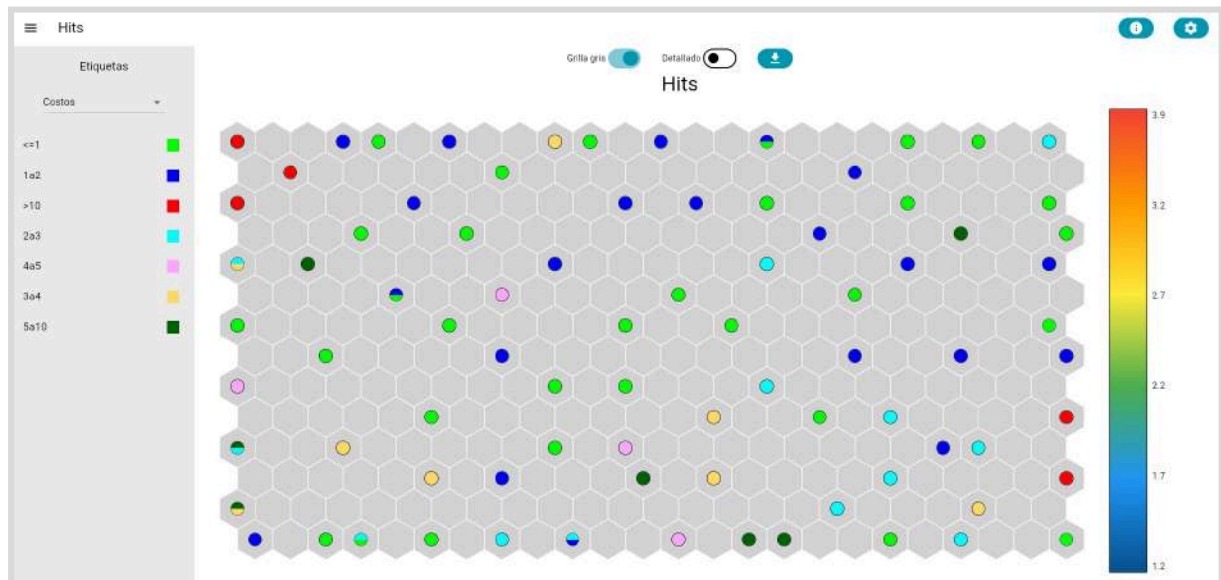 Hits
Etiquetas
Costos
<=1
1a2
>10
2a3
4a5
3a4
5a10
Grilla gris
Detallado
Hits
3.9
3.2
2.7
2.2
1.7
1.2